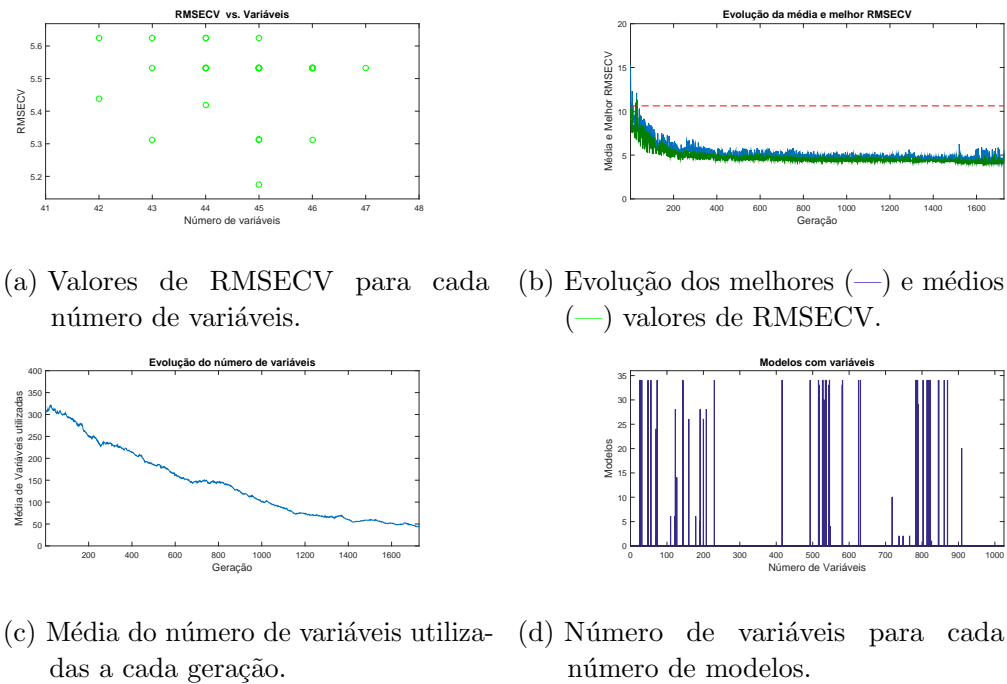 RMSECV vs. Variáveis
5.6
5.5
5.4
5.3
5.2
RMSECV
41 42 43 44 45 46 47 48
Número de variáveis
Evolução da média e melhor RMSECV
20
15
10
5
0
Média e Melhor RMSECV
200 400 600 800 1000 1200 1400 1600
Geração
(a) Valores de RMSECV para cada
número de variáveis.
(b) Evolução dos melhores (—) e médios
(—) valores de RMSECV.
Evolução do número de variáveis
400
350
300
250
200
150
100
50
0
Média de Variáveis utilizadas
200 400 600 800 1000 1200 1400 1600
Geração
Modelos com variáveis
35
30
25
20
15
10
5
0
Modelos
0 100 200 300 400 500 600 700 800 900 1000
Número de Variáveis
(c) Média do número de variáveis utiliza-
das a cada geração.
(d) Número de variáveis para cada
número de modelos.